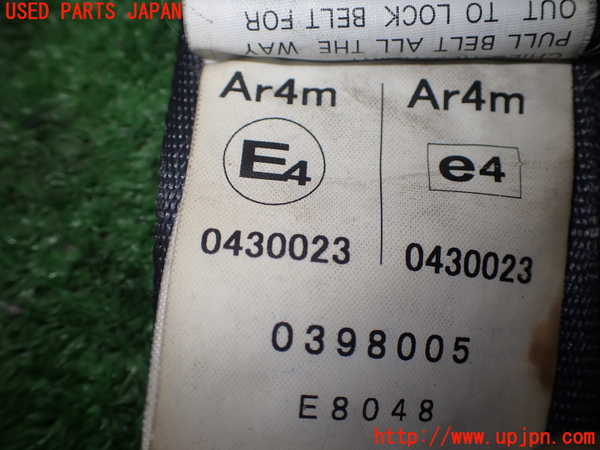 USED PARTS JAPAN
OUT TO LOCK BELT FOR
PULL BELT ALL THE WAY
Ar4m Ar4m
E4 e4
0430023 0430023
0398005
E8048
http://www.upjpn.com